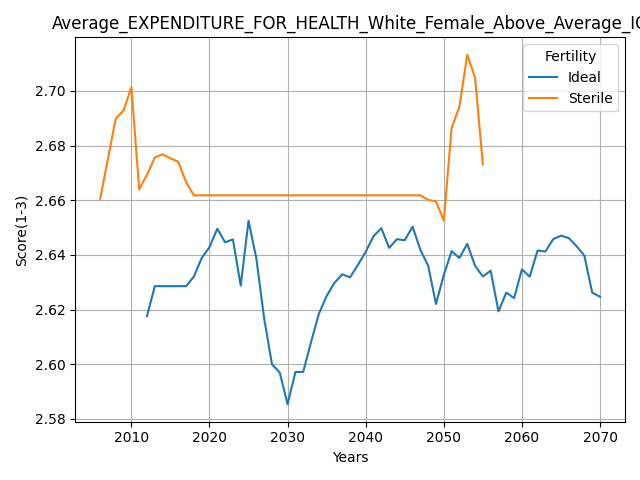 Average_EXPENDITURE_FOR_HEALTH_White_Female_Above_Average_IC
Fertility
Ideal
Sterile
Score(1-3)
2.70
2.68
2.66
2.64
2.62
2.60
2.58
2010 2020 2030 2040 2050 2060 2070
Years